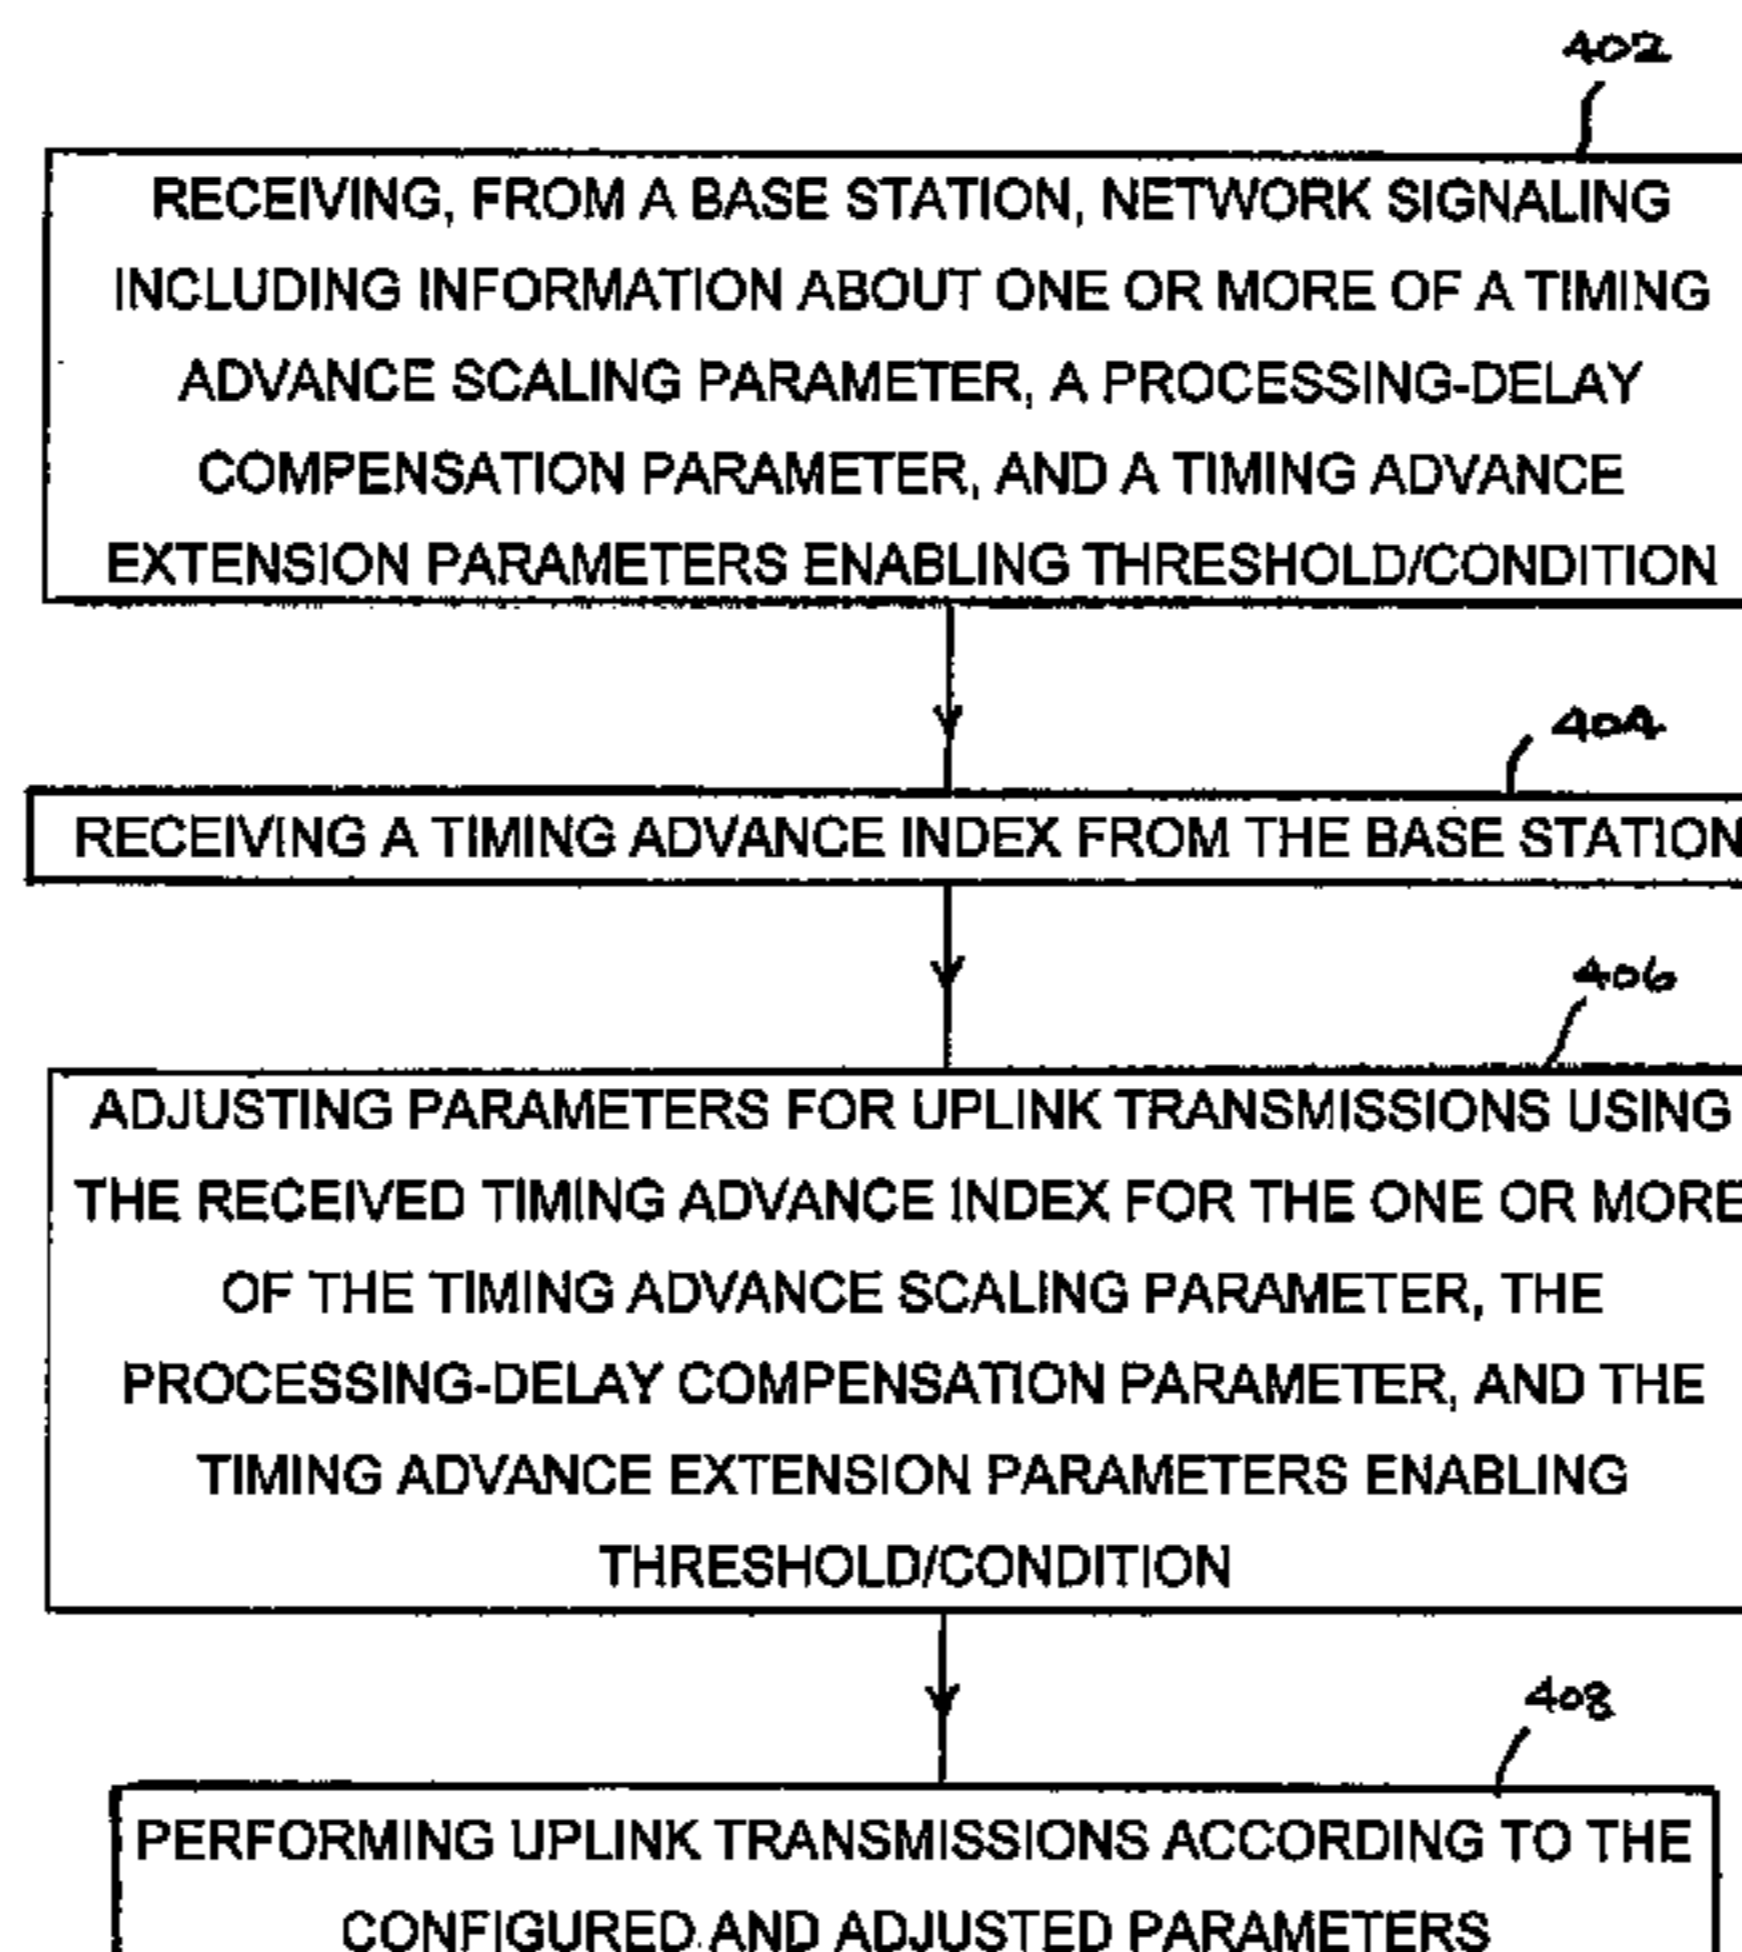 402
RECEIVING, FROM A BASE STATION, NETWORK SIGNALING
INCLUDING INFORMATION ABOUT ONE OR MORE OF A TIMING
ADVANCE SCALING PARAMETER, A PROCESSING-DELAY
COMPENSATION PARAMETER, AND A TIMING ADVANCE
EXTENSION PARAMETERS ENABLING THRESHOLD/CONDITION
404
RECEIVING A TIMING ADVANCE INDEX FROM THE BASE STATION
406
ADJUSTING PARAMETERS FOR UPLINK TRANSMISSIONS USING
THE RECEIVED TIMING ADVANCE INDEX FOR THE ONE OR MORE
OF THE TIMING ADVANCE SCALING PARAMETER, THE
PROCESSING-DELAY COMPENSATION PARAMETER, AND THE
TIMING ADVANCE EXTENSION PARAMETERS ENABLING
THRESHOLD/CONDITION
408
PERFORMING UPLINK TRANSMISSIONS ACCORDING TO THE
CONFIGURED AND ADJUSTED PARAMETERS